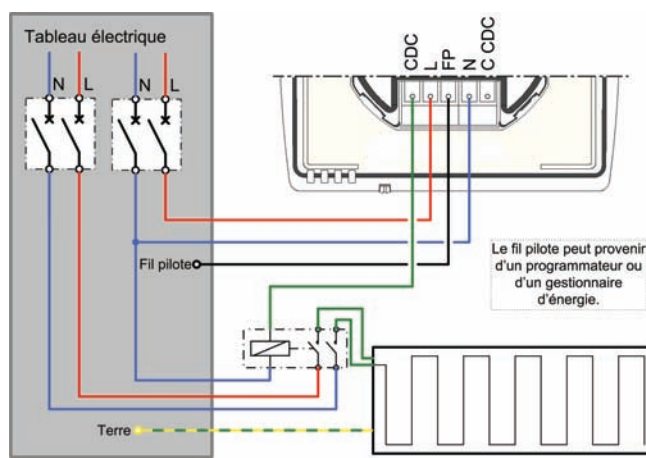 Tableau électrique
N L N L
CDC
L
FP
N
C CDC
Fil pilote
Le fil pilote peut provenir
d'un programmateur ou
d'un gestionnaire
d'énergie.
Terre